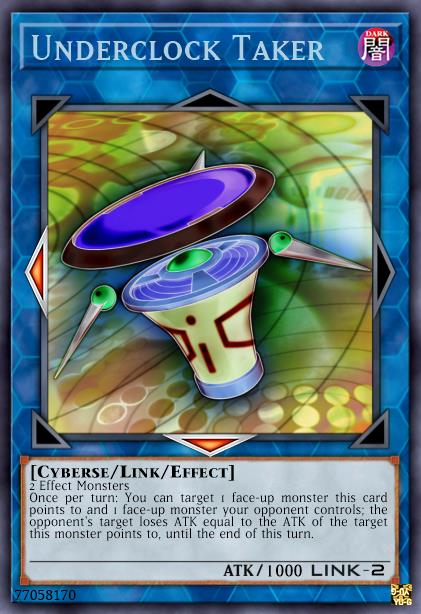 UNDERCLOCK TAKER
DARK
闇
[CYBERSE/LINK/EFFECT]
2 Effect Monsters
Once per turn: You can target 1 face-up monster this card
points to and 1 face-up monster your opponent controls; the
opponent's target loses ATK equal to the ATK of the target
this monster points to, until the end of this turn.
ATK/1000 LINK-2
77058170